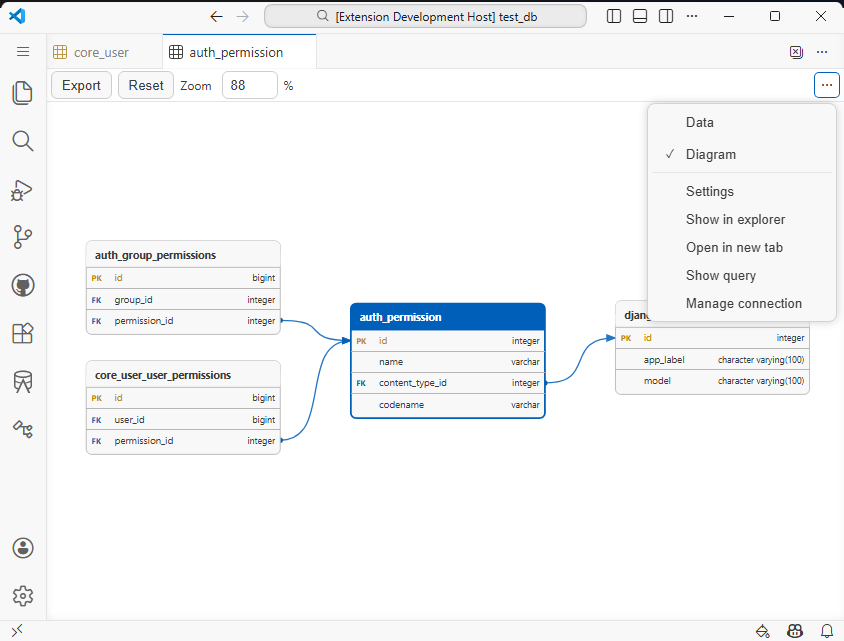 [Extension Development Host] test_db
core_user
auth_permission
Export
Reset
Zoom
88
%
Data
Diagram
Settings
Show in explorer
Open in new tab
Show query
Manage connection
auth_group_permissions
PK id bigint
FK group_id integer
FK permission_id integer
core_user_user_permissions
PK id bigint
FK user_id bigint
FK permission_id integer
auth_permission
PK id integer
name varchar
FK content_type_id integer
codename varchar
PK id integer
app_label character varying(100)
model character varying(100)